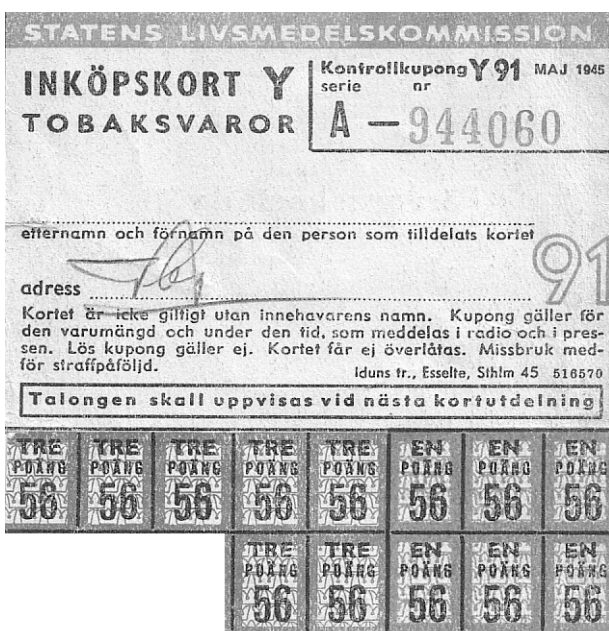 STATENS LIVSMEDELSKOMMISSION
INKÖPSKORT Y
TOBAKSVAROR
Kontrollkupong Y 91 MAJ 1945
serie nr
A — 944060
efternamn och förnamn på den person som tilldelats kortet
91
adress
Kortet är icke giltigt utan innehavarens namn. Kupong gäller för
den varumängd och under den tid, som meddelas i radio och i pres-
sen. Lös kupong gäller ej. Kortet får ej överlåtas. Missbruk med-
för straffpåföljd.
Iduns tr., Esselte, Sthlm 45 516570
Talongen skall uppvisas vid nästa kortutdelning
TRE TRE TRE TRE TRE EN EN EN
POÄNG POÄNG POÄNG POÄNG POÄNG POÄNG POÄNG POÄNG
56 56 56 56 56 56 56 56
TRE TRE EN EN EN
POÄNG POÄNG POÄNG POÄNG POÄNG
56 56 56 56 56